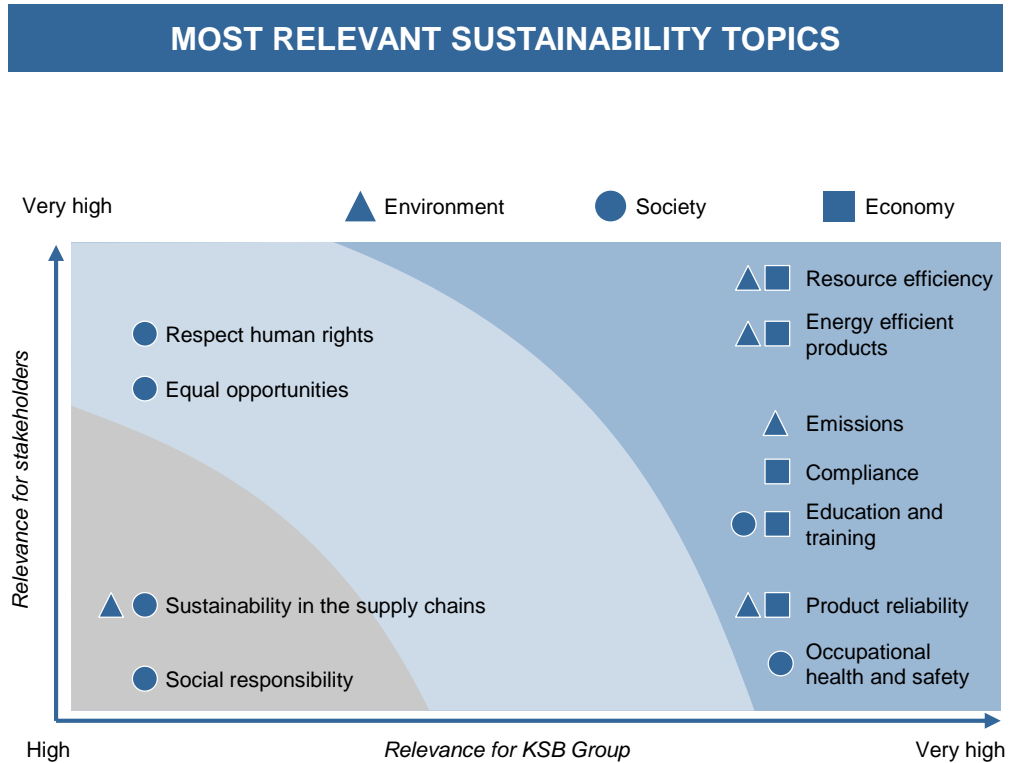 MOST RELEVANT SUSTAINABILITY TOPICS
Very high
Environment
Society
Economy
Resource efficiency
Energy efficient
products
Respect human rights
Equal opportunities
Emissions
Compliance
Education and
training
Relevance for stakeholders
Sustainability in the supply chains
Product reliability
Occupational
health and safety
Social responsibility
High
Relevance for KSB Group
Very high